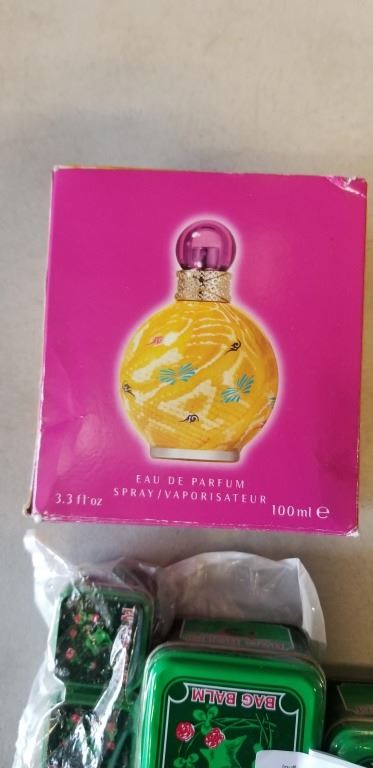 EAU DE PARFUM
SPRAY/VAPORISATEUR
3.3 fl oz
100ml e
BAG BALM